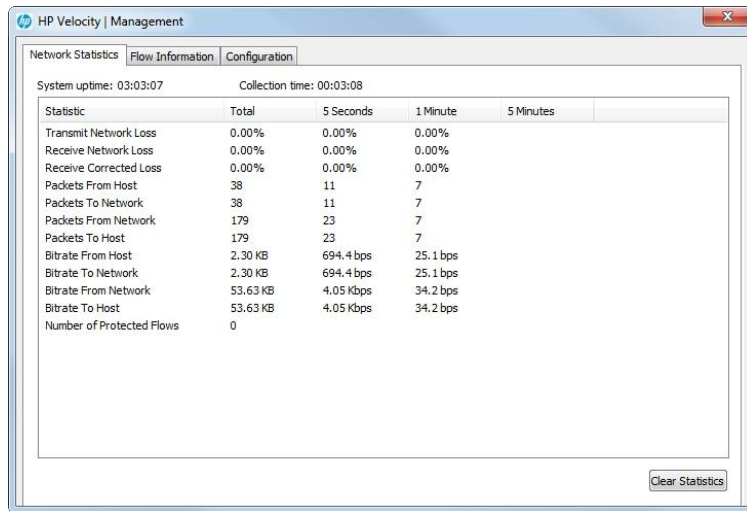 HP Velocity | Management
Network Statistics Flow Information Configuration
System uptime: 03:03:07 Collection time: 00:03:08
Statistic Total 5 Seconds 1 Minute 5 Minutes
Transmit Network Loss 0.00% 0.00% 0.00%
Receive Network Loss 0.00% 0.00% 0.00%
Receive Corrected Loss 0.00% 0.00% 0.00%
Packets From Host 38 11 7
Packets To Network 38 11 7
Packets From Network 179 23 7
Packets To Host 179 23 7
Bitrate From Host 2.30 KB 694.4 bps 25.1 bps
Bitrate To Network 2.30 KB 694.4 bps 25.1 bps
Bitrate From Network 53.63 KB 4.05 Kbps 34.2 bps
Bitrate To Host 53.63 KB 4.05 Kbps 34.2 bps
Number of Protected Flows 0
Clear Statistics